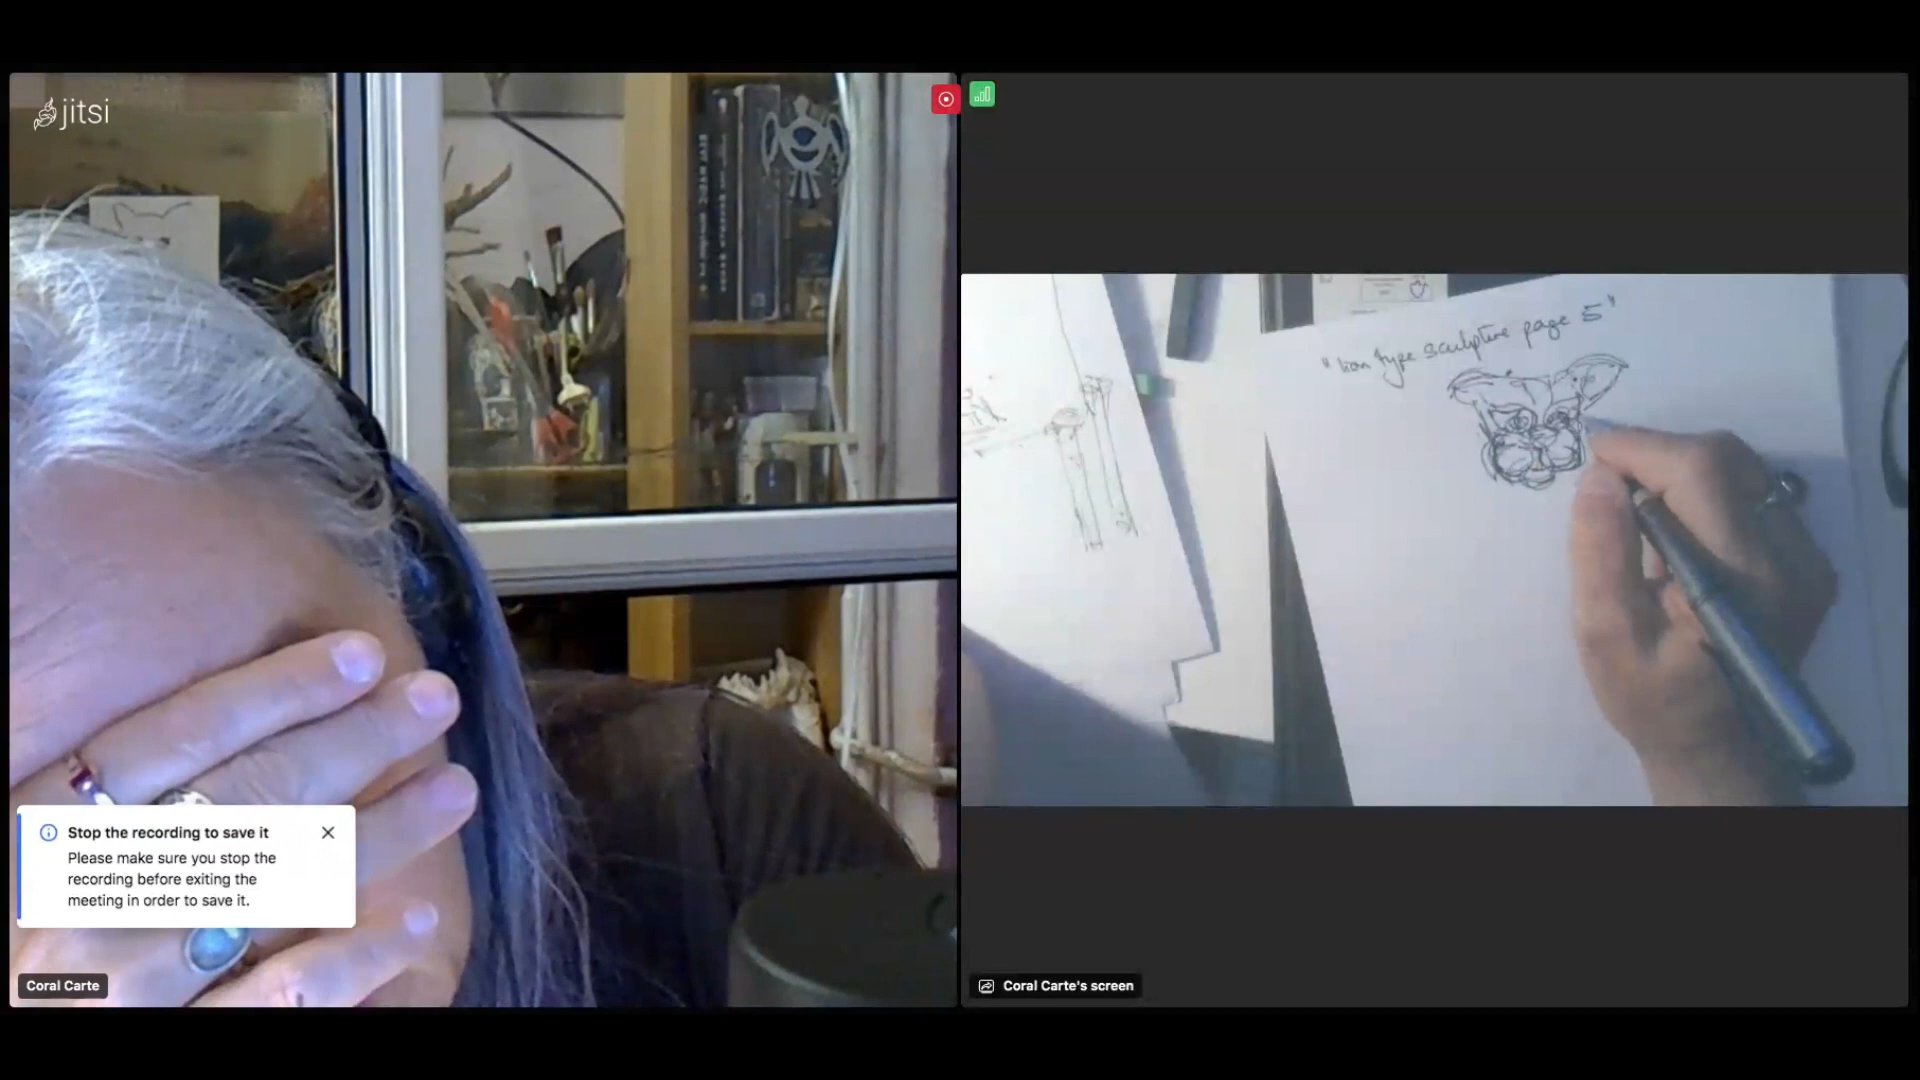 jitsi
"lion type sculpture page 5"
Stop the recording to save it
Please make sure you stop the
recording before exiting the
meeting in order to save it.
Coral Carte
Coral Carte's screen